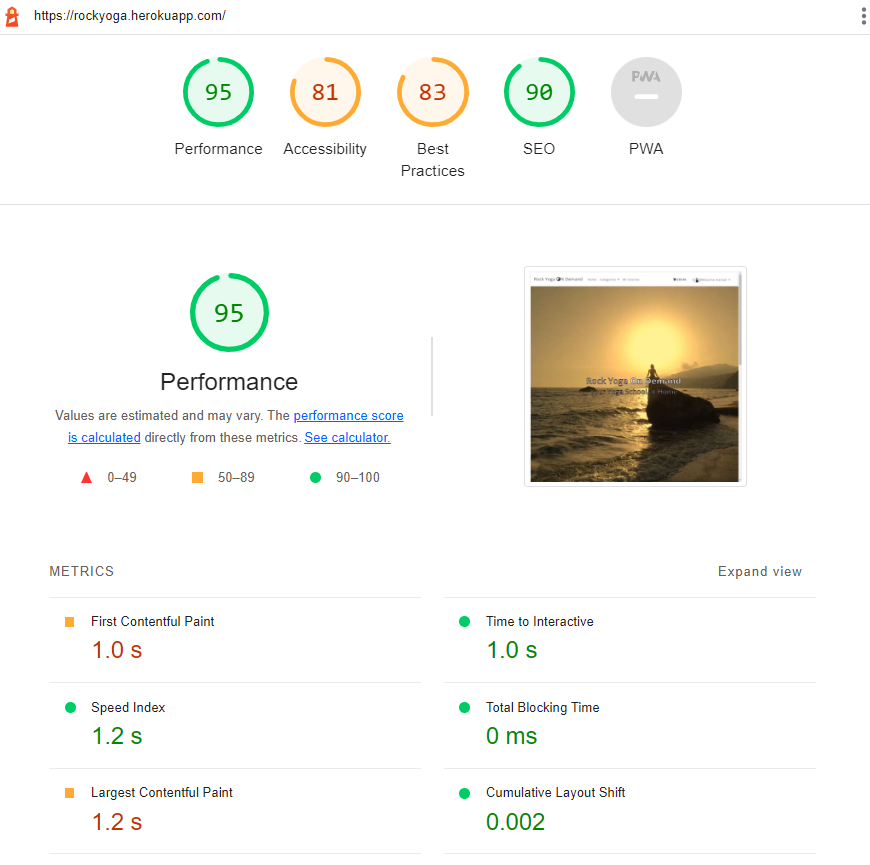 https://rockyoga.herokuapp.com/
95
81
83
90
PWA
Performance
Accessibility
Best
Practices
SEO
PWA
95
Performance
Values are estimated and may vary. The performance score
is calculated directly from these metrics. See calculator.
0–49
50–89
90–100
Rock Yoga On Demand
Rock Yoga On Demand
METRICS
Expand view
First Contentful Paint
1.0 s
Time to Interactive
1.0 s
Speed Index
1.2 s
Total Blocking Time
0 ms
Largest Contentful Paint
1.2 s
Cumulative Layout Shift
0.002